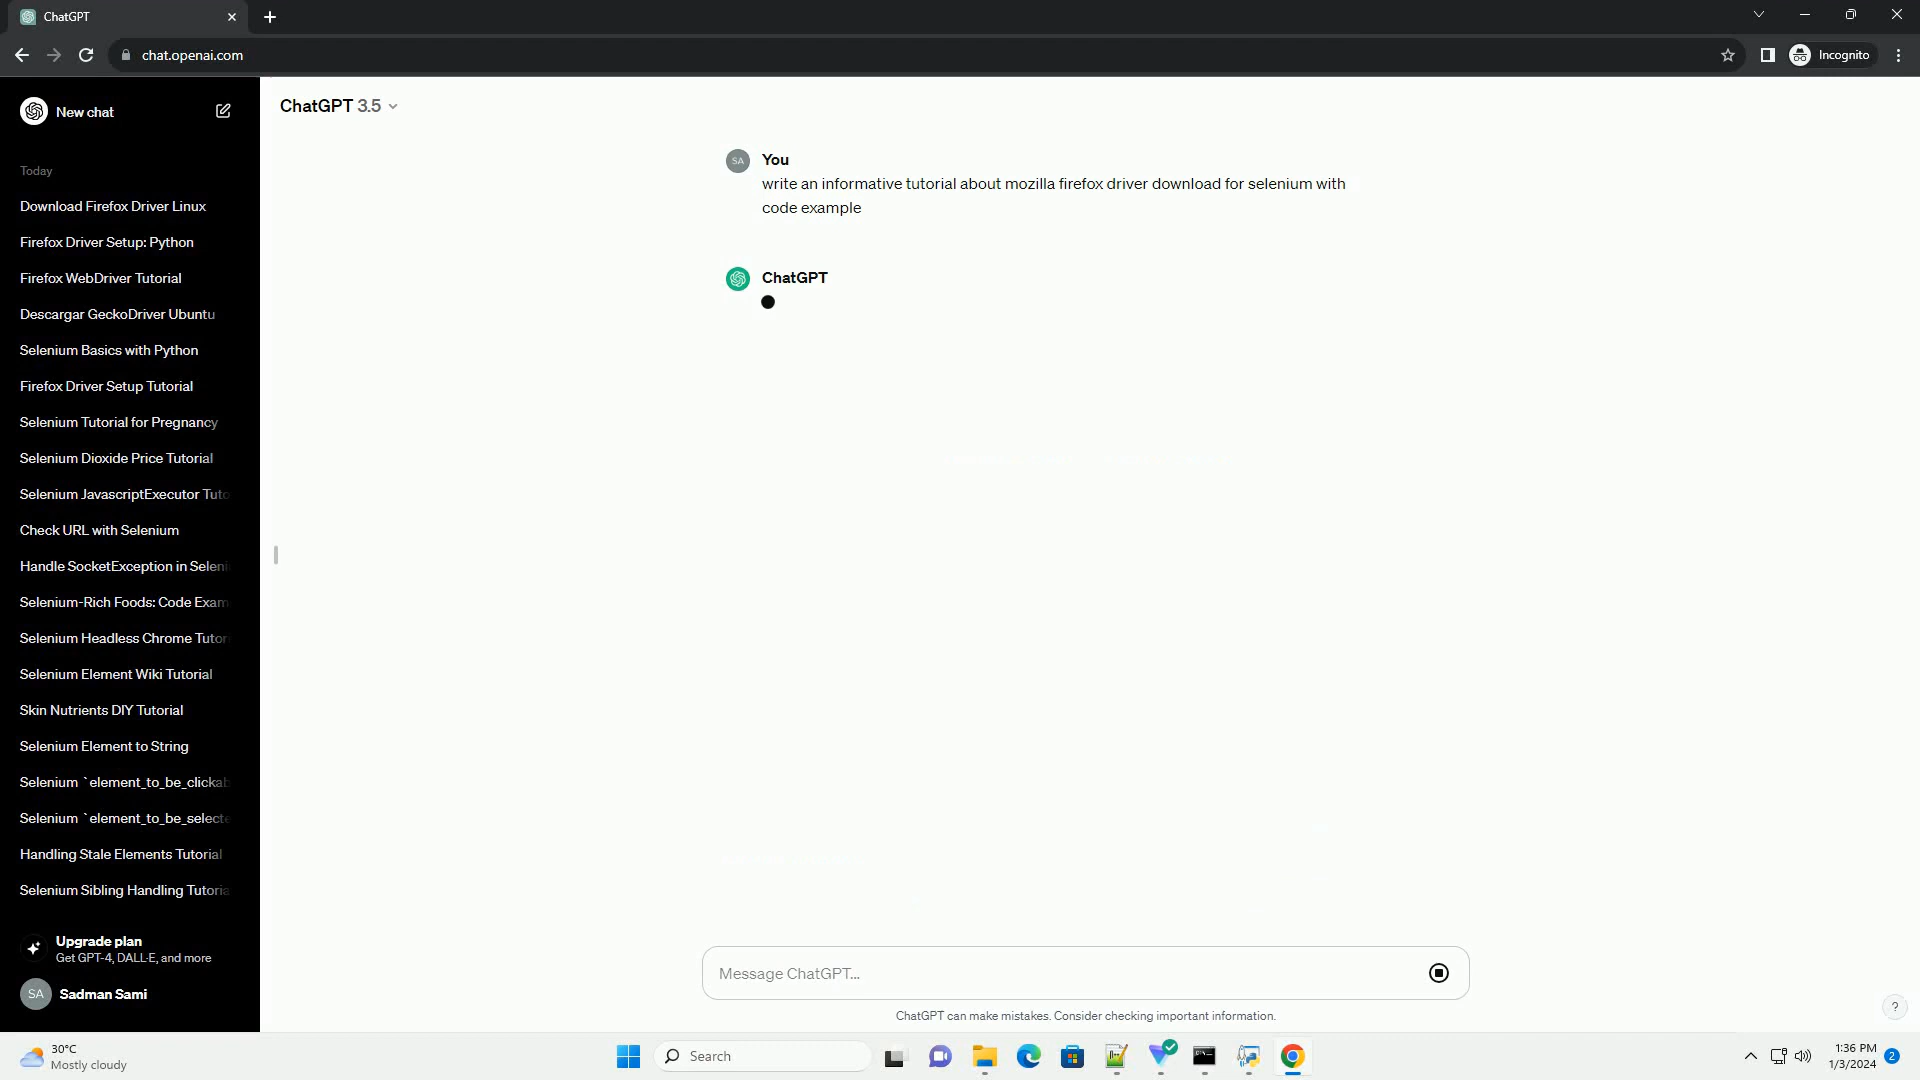 ChatGPT
chat.openai.com
Incognito
New chat
Today
Download Firefox Driver Linux
Firefox Driver Setup: Python
Firefox WebDriver Tutorial
Descargar GeckoDriver Ubuntu
Selenium Basics with Python
Firefox Driver Setup Tutorial
Selenium Tutorial for Pregnancy
Selenium Dioxide Price Tutorial
Selenium JavascriptExecutor Tuto
Check URL with Selenium
Handle SocketException in Seleni
Selenium-Rich Foods: Code Exam
Selenium Headless Chrome Tutor
Selenium Element Wiki Tutorial
Skin Nutrients DIY Tutorial
Selenium Element to String
Selenium `element_to_be_clickab
Selenium `element_to_be_selecte
Handling Stale Elements Tutorial
Selenium Sibling Handling Tutoria
Upgrade plan
Get GPT-4, DALL·E, and more
SA Sadman Sami
ChatGPT 3.5
SA You
write an informative tutorial about mozilla firefox driver download for selenium with
code example
ChatGPT
Message ChatGPT...
ChatGPT can make mistakes. Consider checking important information.
?
30°C
Mostly cloudy
Search
1:36 PM
1/3/2024
2